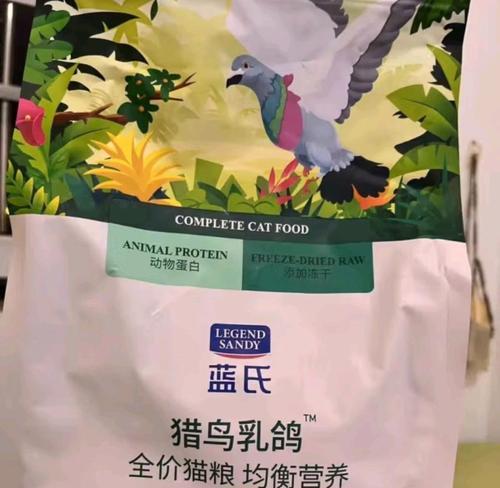 COMPLETE CAT FOOD
ANIMAL PROTEIN
动物蛋白
FREEZE-DRIED RAW
添加冻干
LEGEND
SANDY
蓝氏
猎鸟乳鸽™
全价猫粮 均衡营养